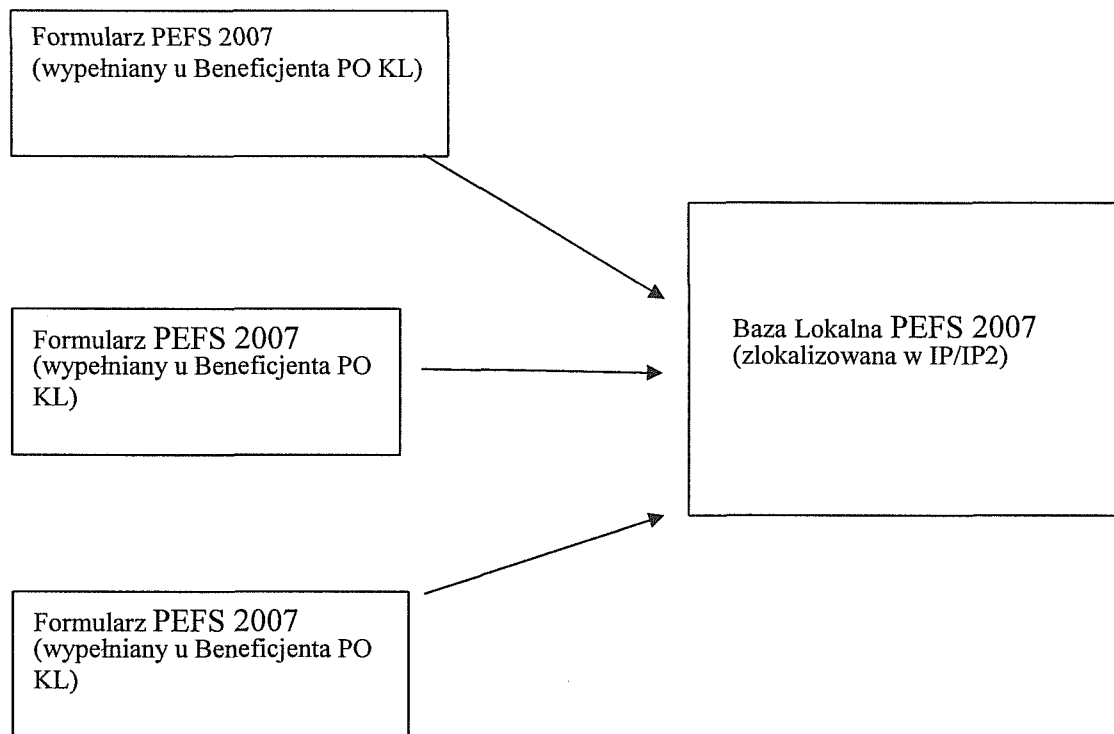 Formularz PEFS 2007
(wypełniany u Beneficjenta PO KL)
Formularz PEFS 2007
(wypełniany u Beneficjenta PO
KL)
Formularz PEFS 2007
(wypełniany u Beneficjenta PO
KL)
Baza Lokalna PEFS 2007
(zlokalizowana w IP/IP2)